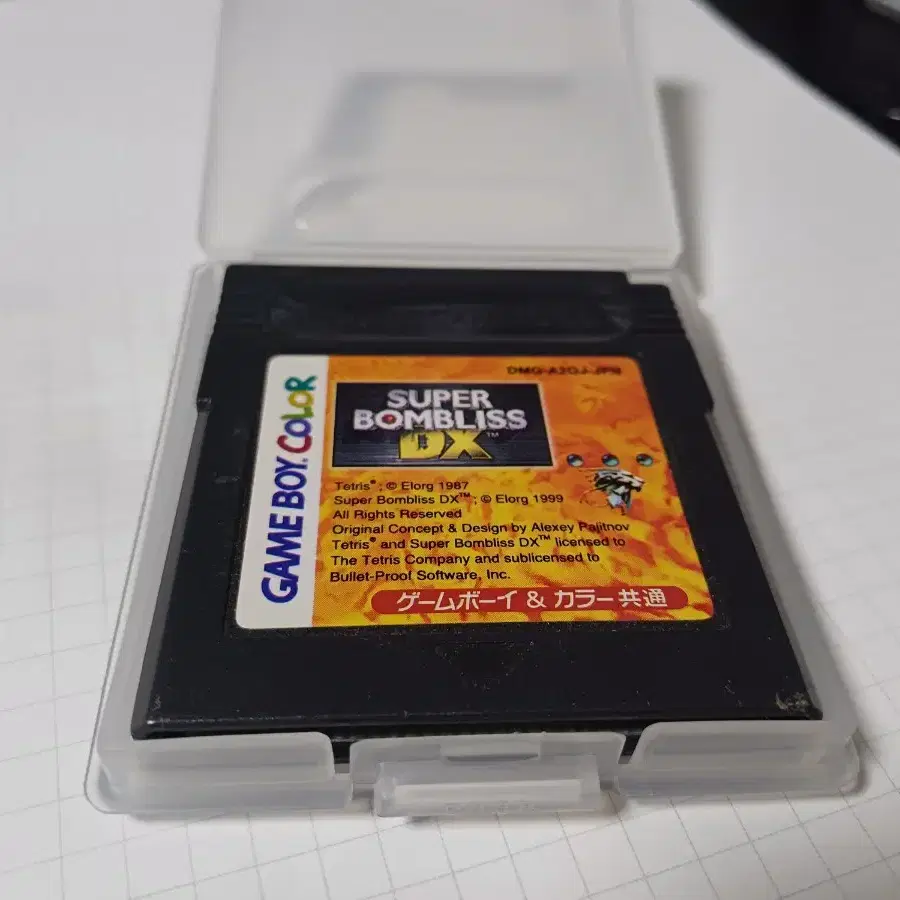 DMG-A2OJ-JPN
GAME BOY COLOR
SUPER
BOMBLISS
DX™
Tetris®; © Elorg 1987
Super Bombliss DX™; © Elorg 1999
All Rights Reserved
Original Concept & Design by Alexey Pajitnov
Tetris® and Super Bombliss DX™ licensed to
The Tetris Company and sublicensed to
Bullet-Proof Software, Inc.
ゲームボーイ & カラー共通